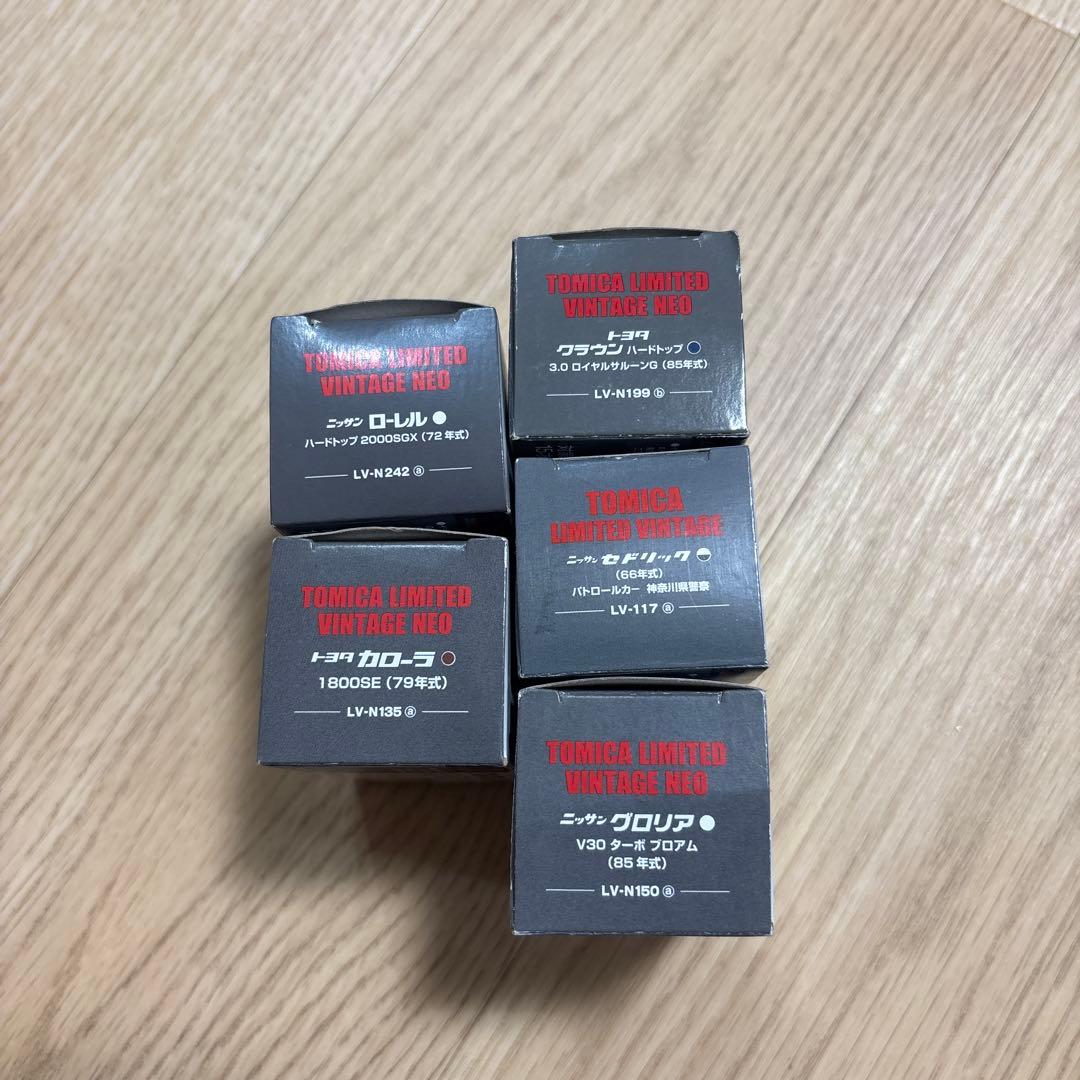 TOMICA LIMITED
VINTAGE NEO
ニッサン ローレル
ハードトップ 2000SGX (72年式)
LV-N242 ⓐ
TOMICA LIMITED
VINTAGE NEO
トヨタ カローラ
1800SE (79年式)
LV-N135 ⓐ
TOMICA LIMITED
VINTAGE NEO
トヨタ
クラウン ハードトップ
3.0 ロイヤルサルーンG (85年式)
LV-N199 ⓑ
TOMICA
LIMITED VINTAGE
ニッサン セドリック
(66年式)
パトロールカー 神奈川県警察
LV-117 ⓐ
TOMICA LIMITED
VINTAGE NEO
ニッサン グロリア
V30 ターボ ブロアム
(85年式)
LV-N150 ⓐ